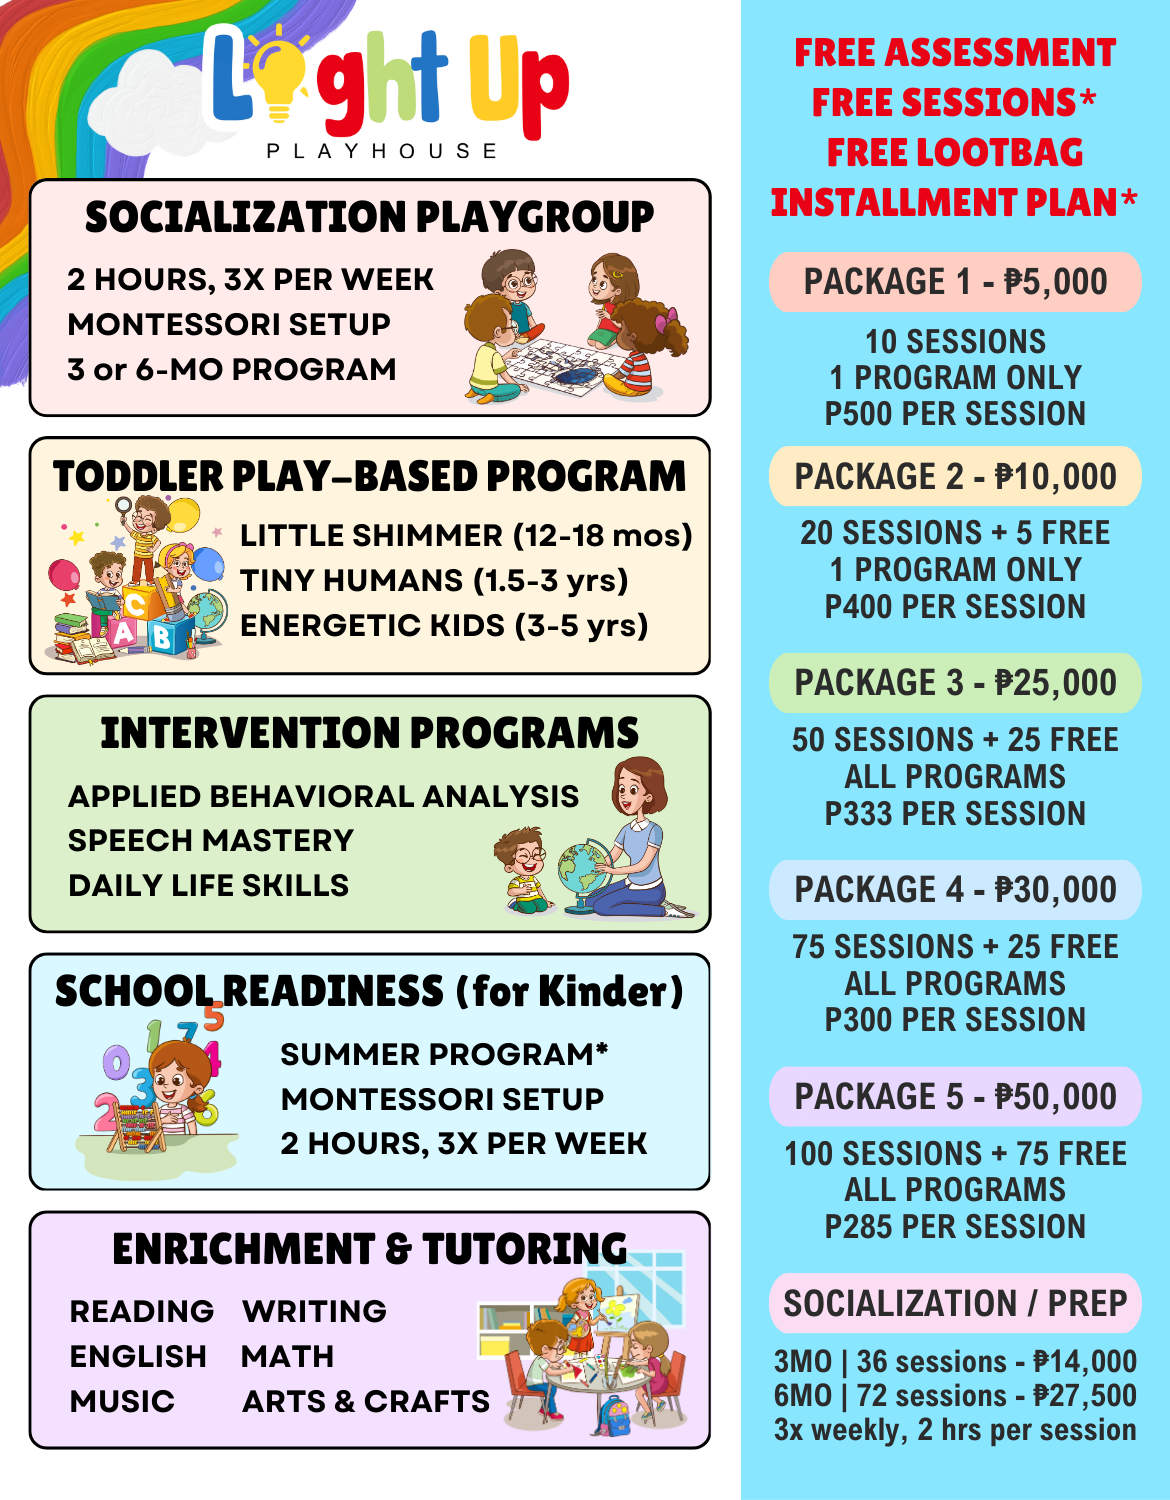 Light Up
PLAYHOUSE
SOCIALIZATION PLAYGROUP
2 HOURS, 3X PER WEEK
MONTESSORI SETUP
3 or 6-MO PROGRAM
TODDLER PLAY-BASED PROGRAM
LITTLE SHIMMER (12-18 mos)
TINY HUMANS (1.5-3 yrs)
ENERGETIC KIDS (3-5 yrs)
C
A B
INTERVENTION PROGRAMS
APPLIED BEHAVIORAL ANALYSIS
SPEECH MASTERY
DAILY LIFE SKILLS
SCHOOL READINESS (for Kinder)
0 1 7 5
2 3 4 6
SUMMER PROGRAM*
MONTESSORI SETUP
2 HOURS, 3X PER WEEK
ENRICHMENT & TUTORING
READING WRITING
ENGLISH MATH
MUSIC ARTS & CRAFTS
FREE ASSESSMENT
FREE SESSIONS*
FREE LOOTBAG
INSTALLMENT PLAN*
PACKAGE 1 - ₱5,000
10 SESSIONS
1 PROGRAM ONLY
P500 PER SESSION
PACKAGE 2 - ₱10,000
20 SESSIONS + 5 FREE
1 PROGRAM ONLY
P400 PER SESSION
PACKAGE 3 - ₱25,000
50 SESSIONS + 25 FREE
ALL PROGRAMS
P333 PER SESSION
PACKAGE 4 - ₱30,000
75 SESSIONS + 25 FREE
ALL PROGRAMS
P300 PER SESSION
PACKAGE 5 - ₱50,000
100 SESSIONS + 75 FREE
ALL PROGRAMS
P285 PER SESSION
SOCIALIZATION / PREP
3MO | 36 sessions - ₱14,000
6MO | 72 sessions - ₱27,500
3x weekly, 2 hrs per session